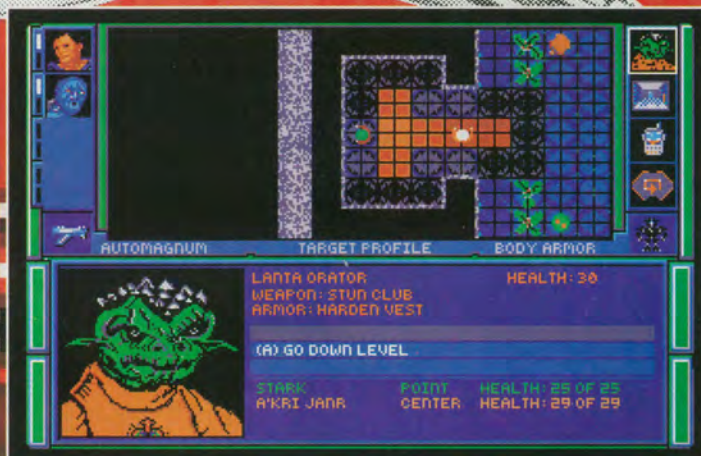 AUTOMAGNUM TARGET PROFILE BODY ARMOR
LANTA ORATOR HEALTH: 30
WEAPON: STUN CLUB
ARMOR: HARDEN VEST
(A) GO DOWN LEVEL
STARK POINT HEALTH: 25 OF 25
A'KRI JANR CENTER HEALTH: 29 OF 29